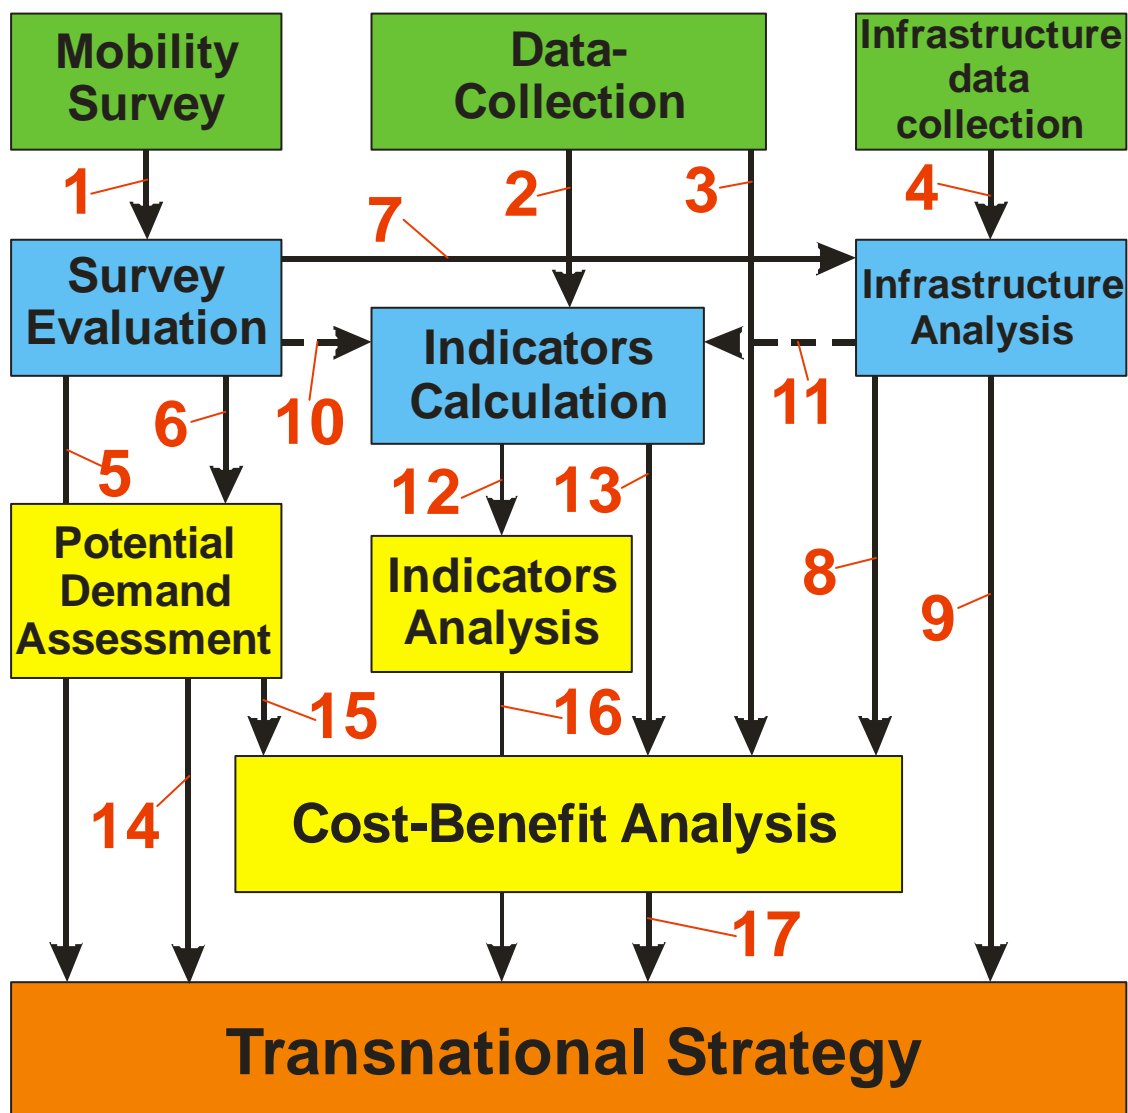 Mobility
Survey
Data-
Collection
Infrastructure
data
collection
1
2
3
4
7
Survey
Evaluation
Infrastructure
Analysis
Indicators
Calculation
10
11
6
5
12
13
Potential
Demand
Assessment
Indicators
Analysis
8
9
15
16
14
Cost-Benefit Analysis
17
Transnational Strategy